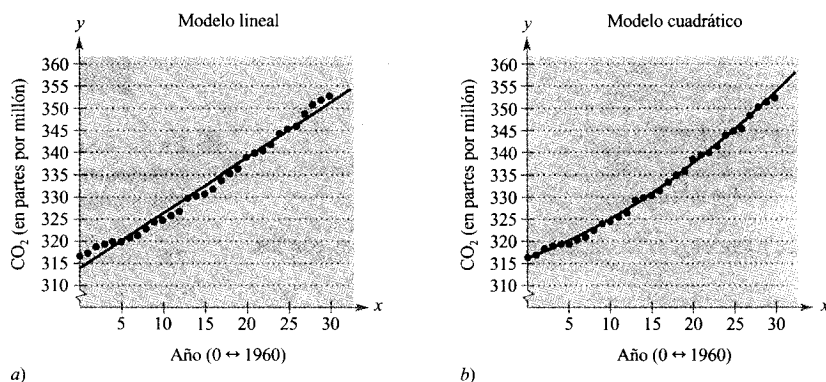 Modelo lineal
y
360
355
350
345
340
335
330
325
320
315
310
CO₂ (en partes por millón)
5 10 15 20 25 30
x
Año (0 ↔ 1960)
a)
Modelo cuadrático
y
360
355
350
345
340
335
330
325
320
315
310
CO₂ (en partes por millón)
5 10 15 20 25 30
x
Año (0 ↔ 1960)
b)